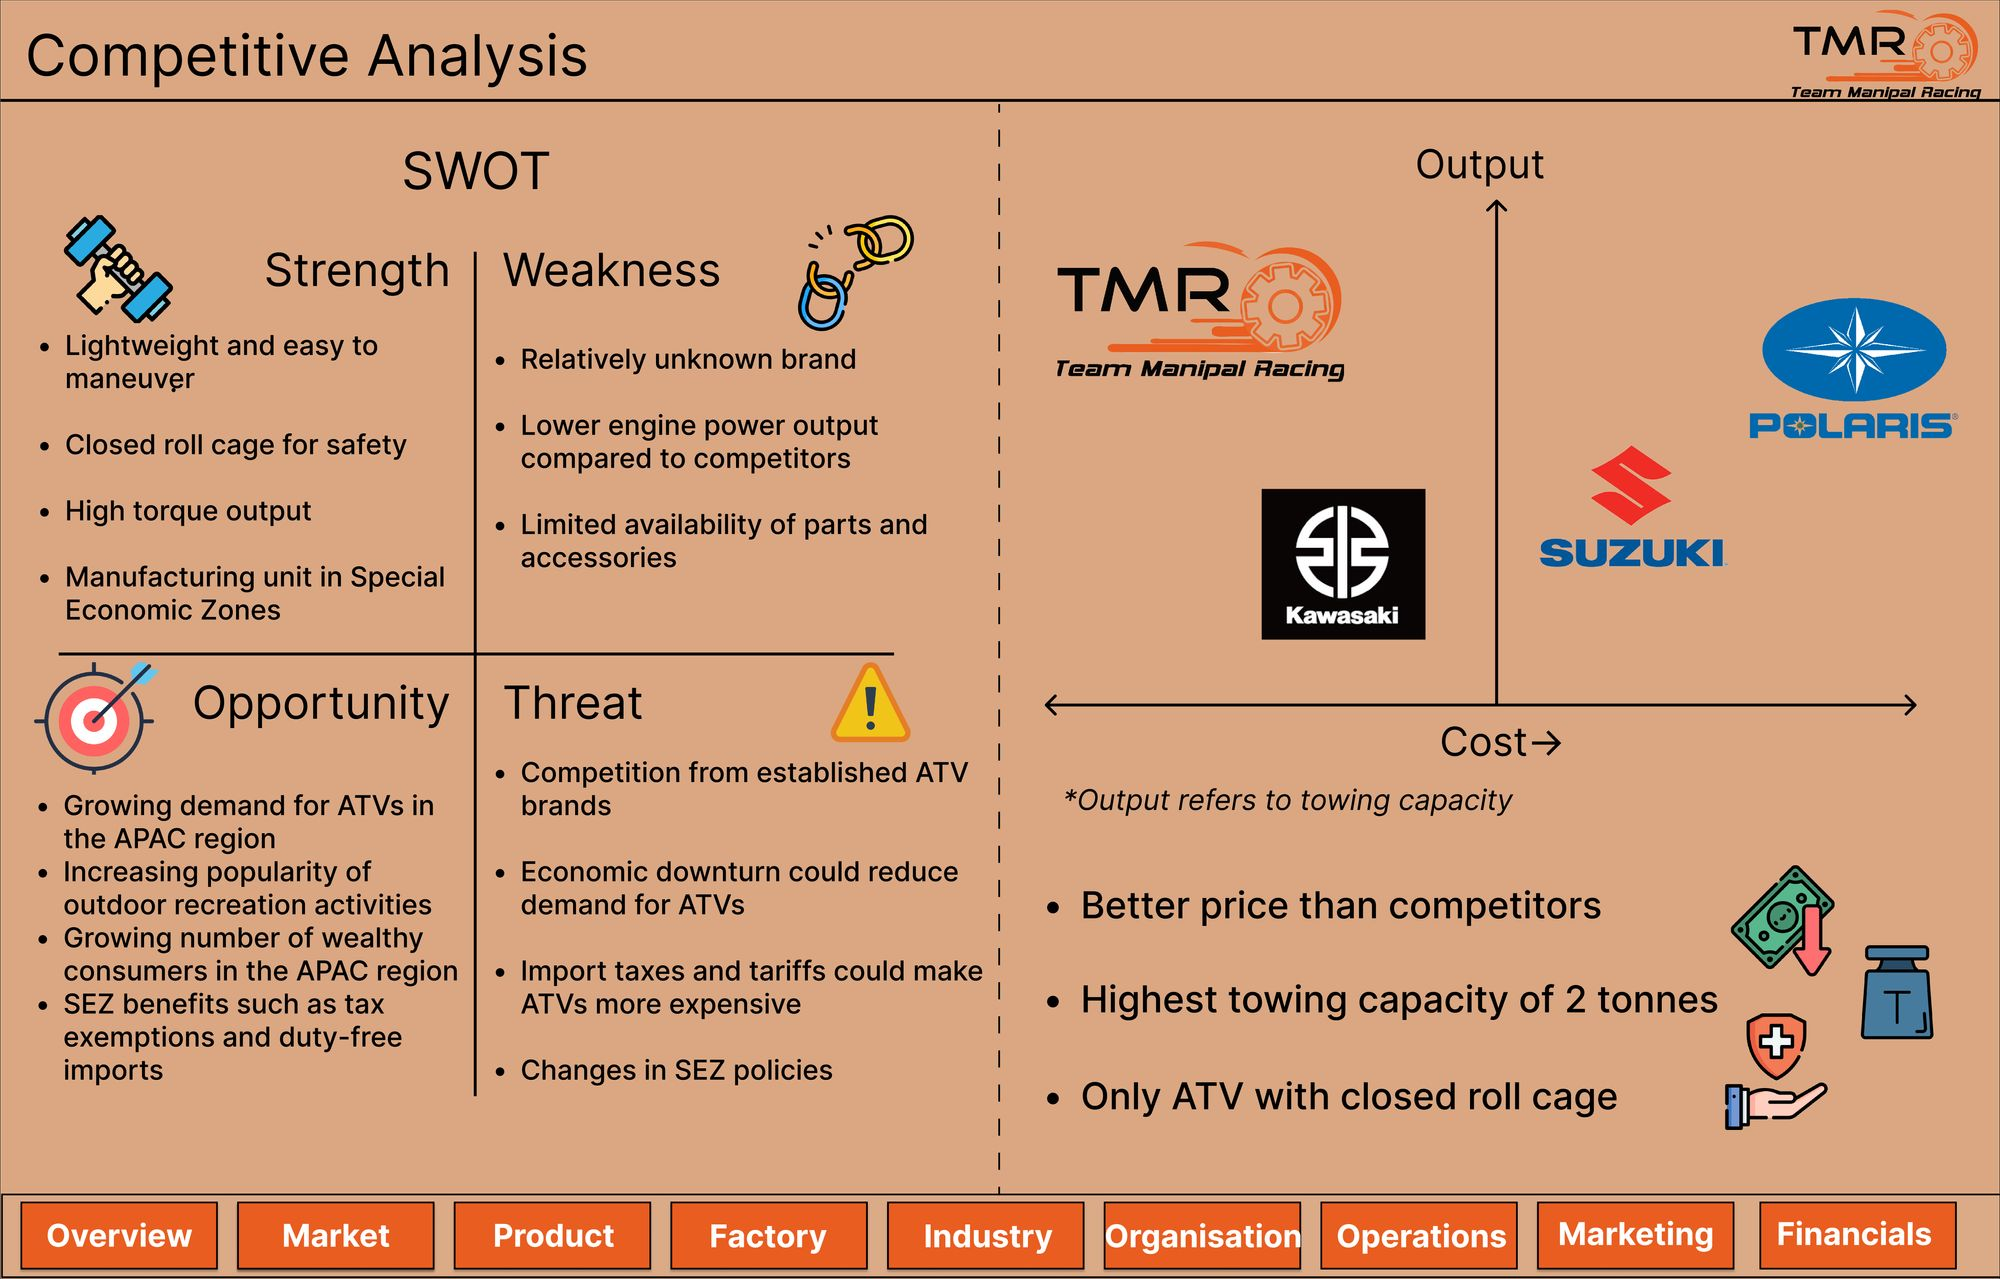 Competitive Analysis
TMR
Team Manipal Racing
SWOT
Strength
• Lightweight and easy to
maneuver
• Closed roll cage for safety
• High torque output
• Manufacturing unit in Special
Economic Zones
Weakness
• Relatively unknown brand
• Lower engine power output
compared to competitors
• Limited availability of parts and
accessories
Opportunity
• Growing demand for ATVs in
the APAC region
• Increasing popularity of
outdoor recreation activities
• Growing number of wealthy
consumers in the APAC region
• SEZ benefits such as tax
exemptions and duty-free
imports
Threat
• Competition from established ATV
brands
• Economic downturn could reduce
demand for ATVs
• Import taxes and tariffs could make
ATVs more expensive
• Changes in SEZ policies
Output
TMR
Team Manipal Racing
POLARIS®
SUZUKI
Kawasaki
Cost→
*Output refers to towing capacity
• Better price than competitors
• Highest towing capacity of 2 tonnes
• Only ATV with closed roll cage
T
Overview
Market
Product
Factory
Industry
Organisation
Operations
Marketing
Financials